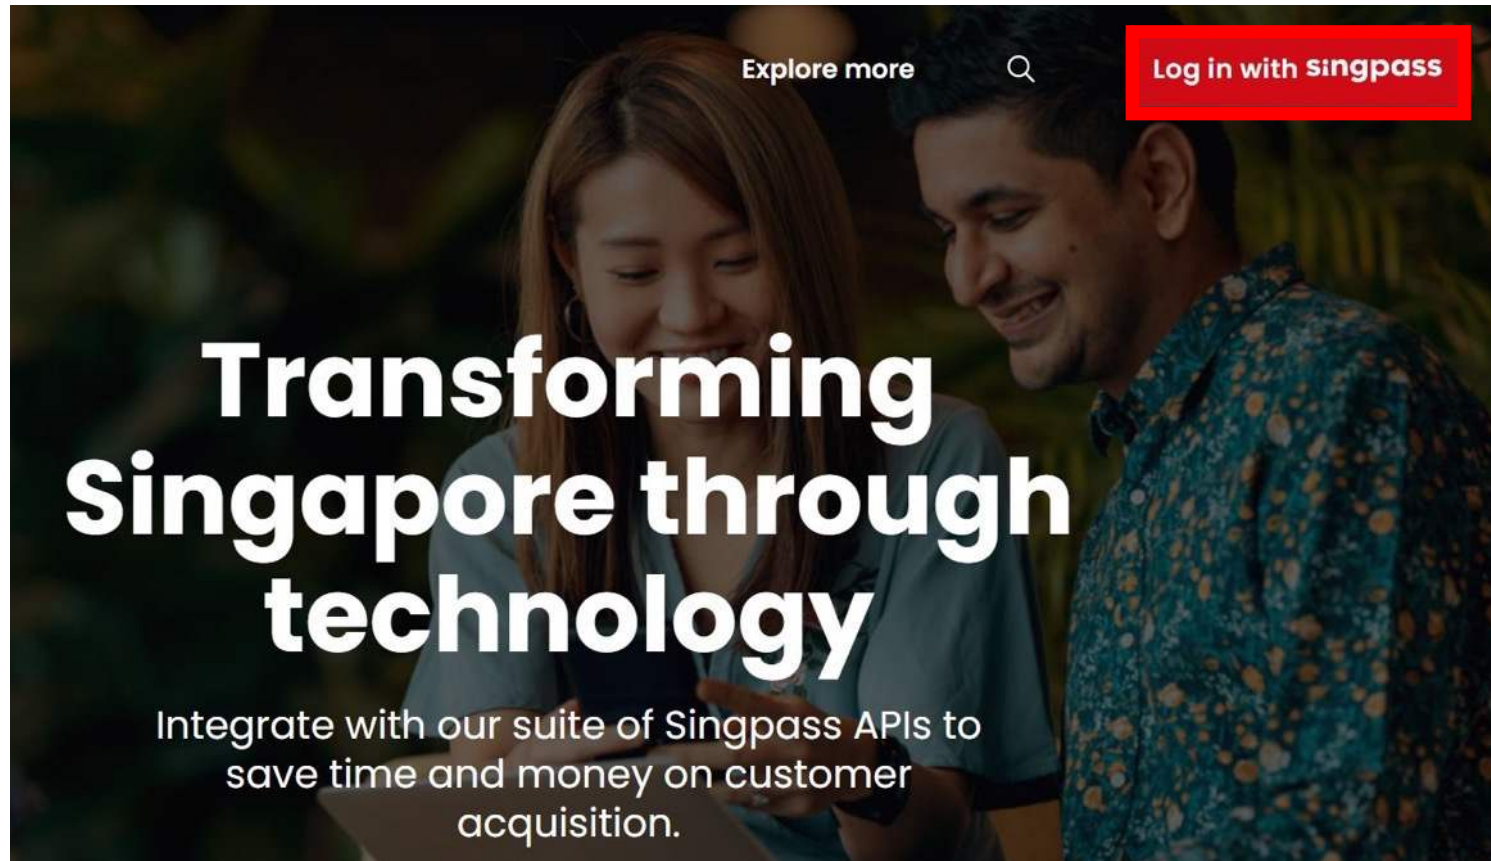 Explore more
Log in with singpass
Transforming
Singapore through
technology
Integrate with our suite of Singpass APIs to
save time and money on customer
acquisition.